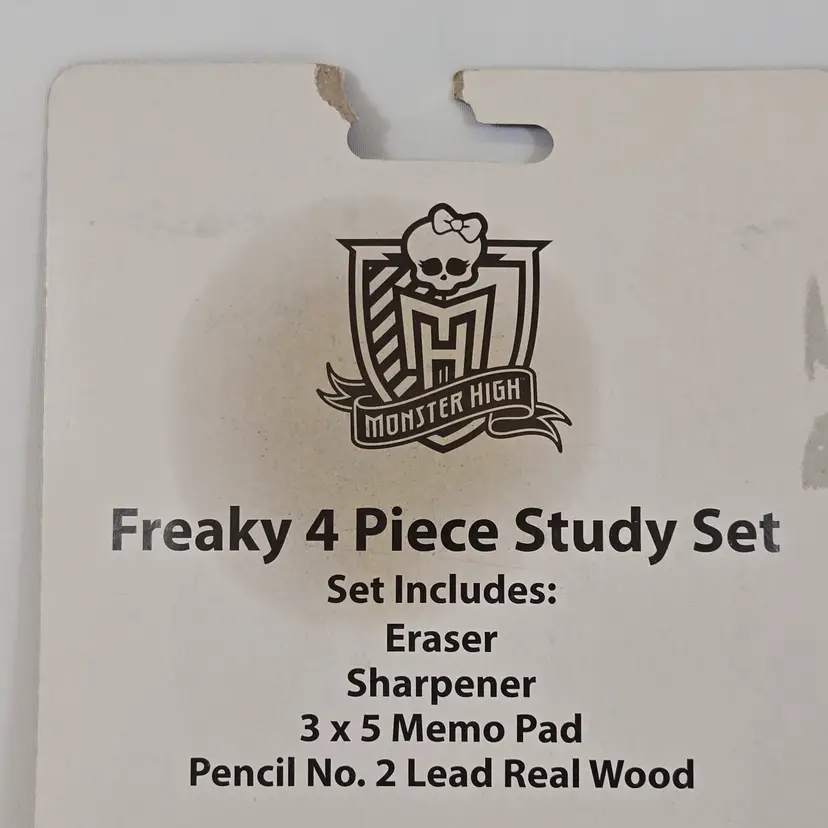 MONSTER HIGH
Freaky 4 Piece Study Set
Set Includes:
Eraser
Sharpener
3 x 5 Memo Pad
Pencil No. 2 Lead Real Wood